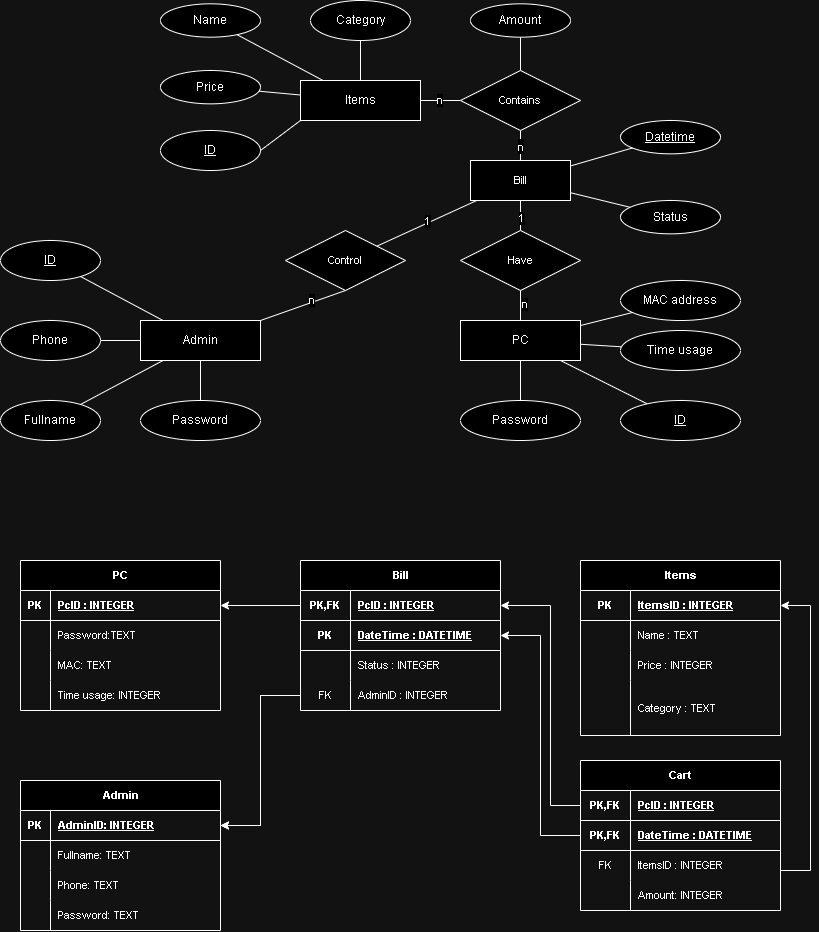 Name
Category
Amount
Price
Items
n
Contains
ID
n
Datetime
Bill
Status
1
1
ID
Control
Have
MAC address
n
n
Phone
Admin
PC
Time usage
Fullname
Password
Password
ID
PC
PK PcID : INTEGER
Password:TEXT
MAC: TEXT
Time usage: INTEGER
Bill
PK,FK PcID : INTEGER
PK DateTime : DATETIME
Status : INTEGER
FK AdminID : INTEGER
Items
PK ItemsID : INTEGER
Name : TEXT
Price : INTEGER
Category : TEXT
Admin
PK AdminID: INTEGER
Fullname: TEXT
Phone: TEXT
Password: TEXT
Cart
PK,FK PcID : INTEGER
PK,FK DateTime : DATETIME
FK ItemsID : INTEGER
Amount: INTEGER